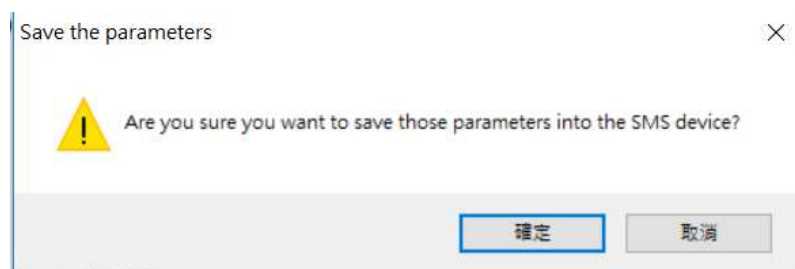 Save the parameters
Are you sure you want to save those parameters into the SMS device?
確定
取消